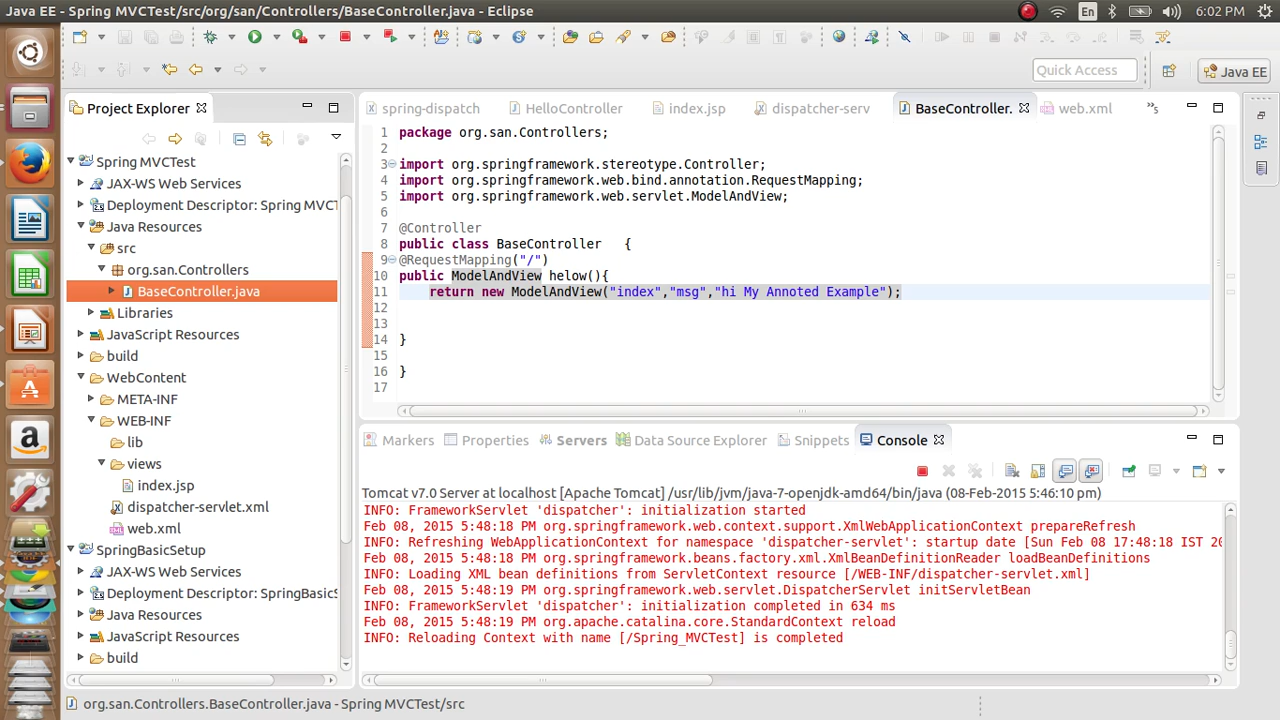 Java EE - Spring MVCTest/src/org/san/Controllers/BaseController.java - Eclipse
En
6:02 PM
Quick Access
Java EE
Project Explorer
Spring MVCTest
JAX-WS Web Services
Deployment Descriptor: Spring MVCT
Java Resources
src
org.san.Controllers
BaseController.java
Libraries
JavaScript Resources
build
WebContent
META-INF
WEB-INF
lib
views
index.jsp
dispatcher-servlet.xml
web.xml
SpringBasicSetup
JAX-WS Web Services
Deployment Descriptor: SpringBasicS
Java Resources
JavaScript Resources
build
spring-dispatch
HelloController
index.jsp
dispatcher-serv
BaseController.
web.xml
»5
1
package org.san.Controllers;
2
3
import org.springframework.stereotype.Controller;
4
import org.springframework.web.bind.annotation.RequestMapping;
5
import org.springframework.web.servlet.ModelAndView;
6
7
@Controller
8
public class BaseController   {
9
@RequestMapping("/")
10
public ModelAndView helow(){
11
return new ModelAndView("index","msg","hi My Annoted Example");
12
13
14
}
15
16
}
17
Markers
Properties
Servers
Data Source Explorer
Snippets
Console
Tomcat v7.0 Server at localhost [Apache Tomcat] /usr/lib/jvm/java-7-openjdk-amd64/bin/java (08-Feb-2015 5:46:10 pm)
INFO: FrameworkServlet 'dispatcher': initialization started
Feb 08, 2015 5:48:18 PM org.springframework.web.context.support.XmlWebApplicationContext prepareRefresh
INFO: Refreshing WebApplicationContext for namespace 'dispatcher-servlet': startup date [Sun Feb 08 17:48:18 IST 20
Feb 08, 2015 5:48:18 PM org.springframework.beans.factory.xml.XmlBeanDefinitionReader loadBeanDefinitions
INFO: Loading XML bean definitions from ServletContext resource [/WEB-INF/dispatcher-servlet.xml]
Feb 08, 2015 5:48:19 PM org.springframework.web.servlet.DispatcherServlet initServletBean
INFO: FrameworkServlet 'dispatcher': initialization completed in 634 ms
Feb 08, 2015 5:48:19 PM org.apache.catalina.core.StandardContext reload
INFO: Reloading Context with name [/Spring_MVCTest] is completed
org.san.Controllers.BaseController.java - Spring MVCTest/src